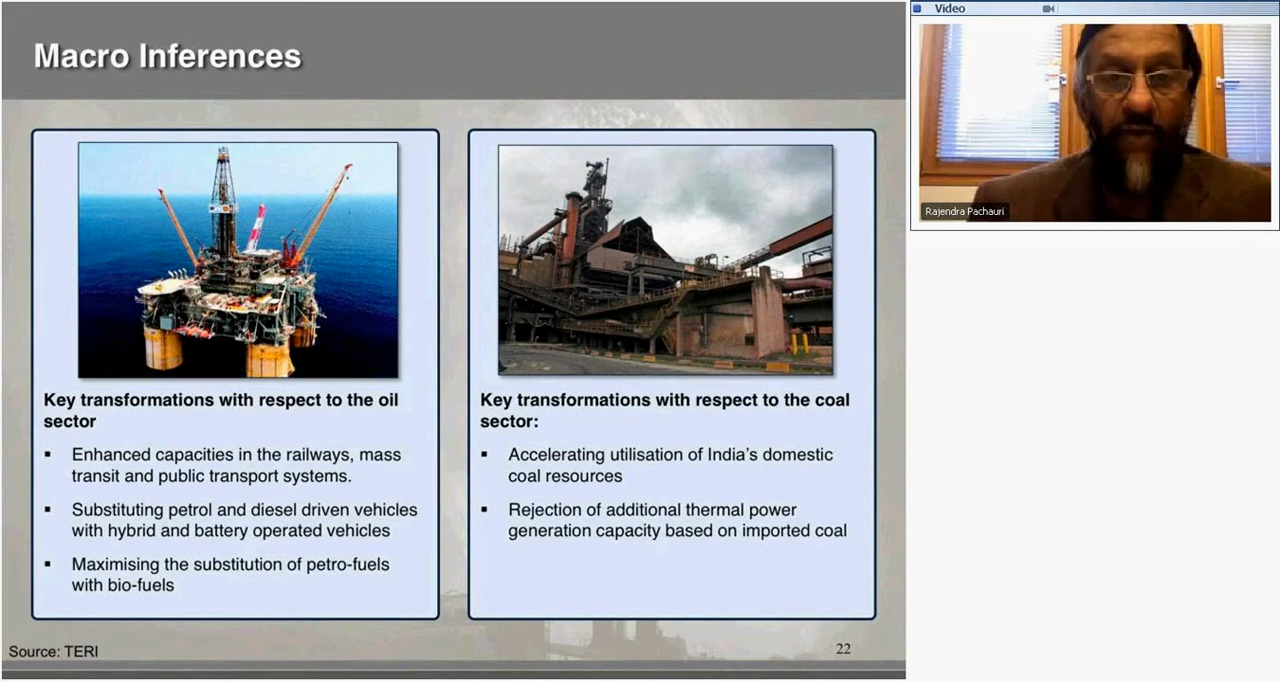 Macro Inferences
Key transformations with respect to the oil
sector
▪ Enhanced capacities in the railways, mass
transit and public transport systems.
▪ Substituting petrol and diesel driven vehicles
with hybrid and battery operated vehicles
▪ Maximising the substitution of petro-fuels
with bio-fuels
Key transformations with respect to the coal
sector:
▪ Accelerating utilisation of India’s domestic
coal resources
▪ Rejection of additional thermal power
generation capacity based on imported coal
Source: TERI
22
Video
Rajendra Pachauri